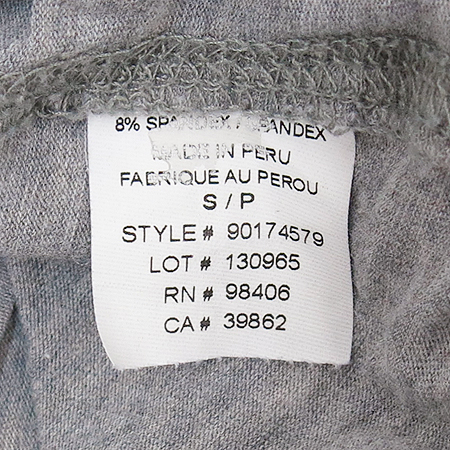 8% SPANDEX / SPANDEX
MADE IN PERU
FABRIQUE AU PEROU
S / P
STYLE# 90174579
LOT# 130965
RN# 98406
CA# 39862